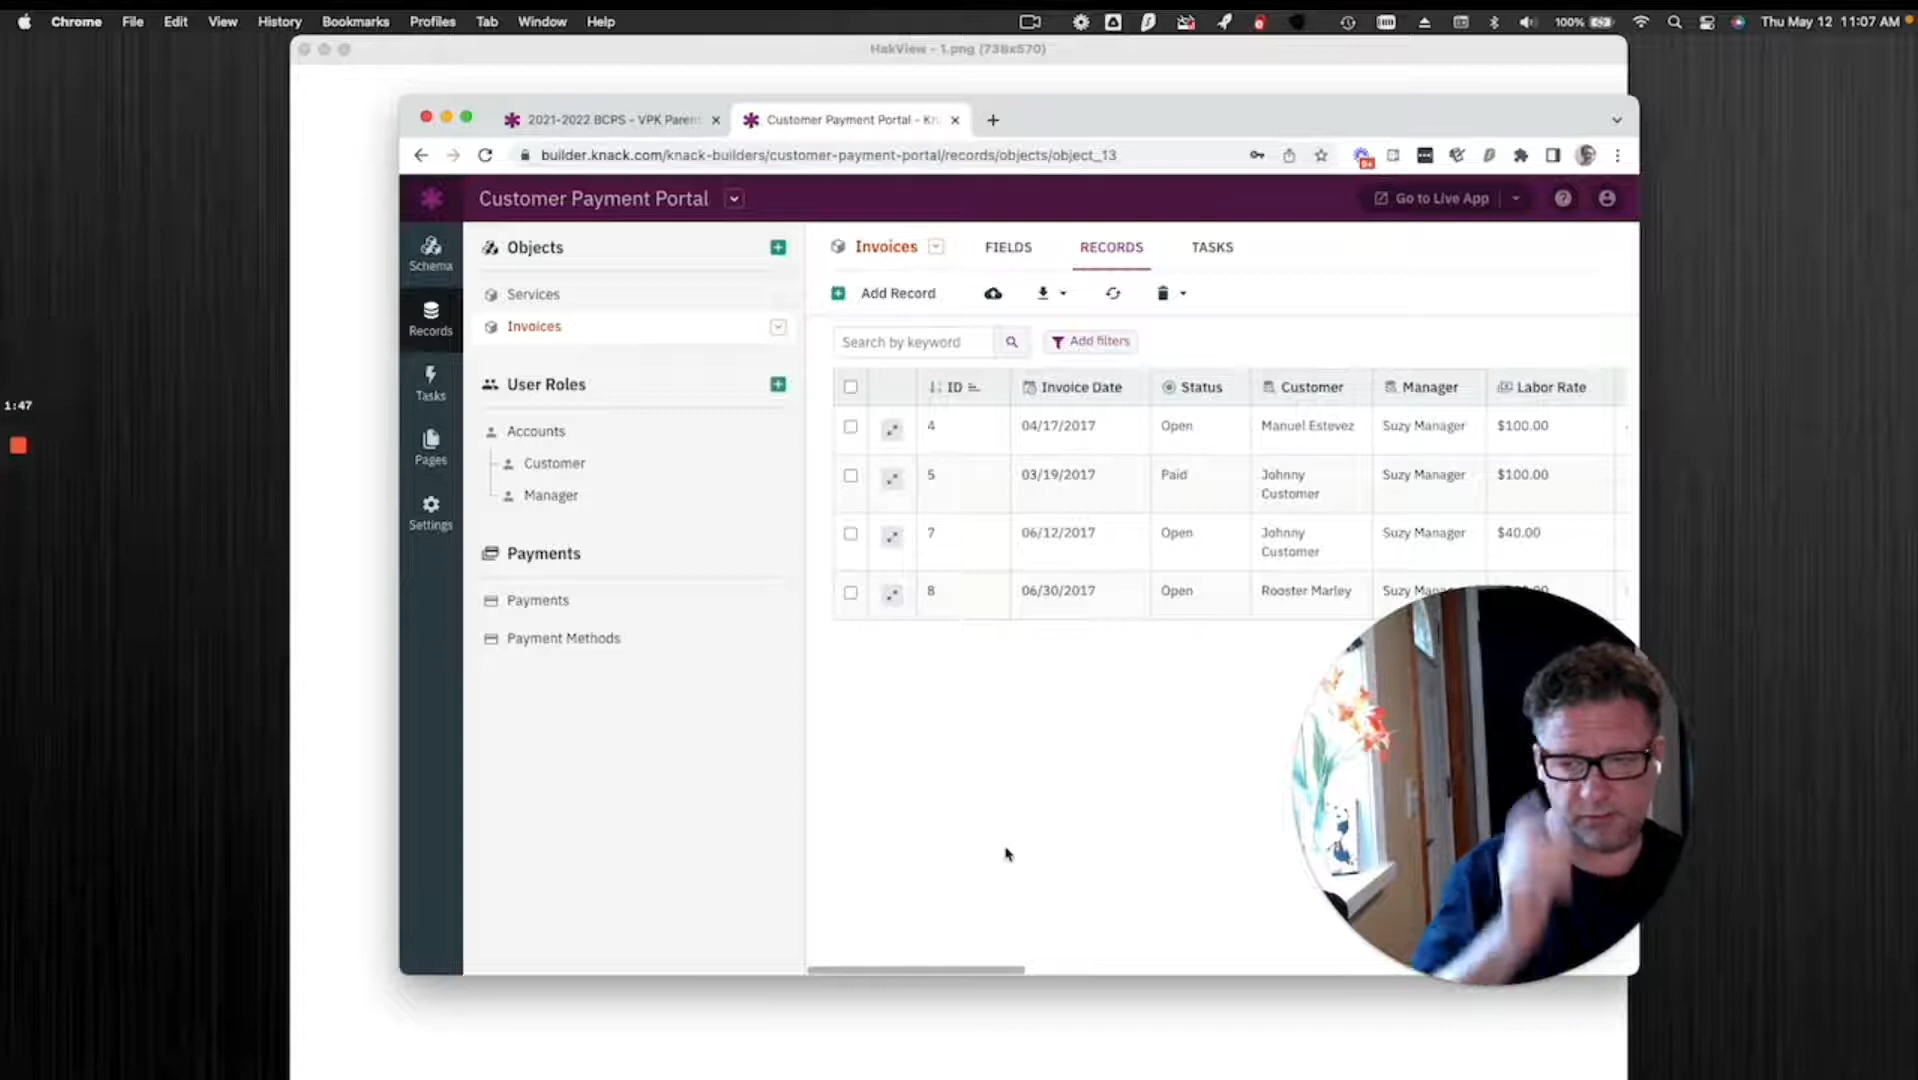 Chrome File Edit View History Bookmarks Profiles Tab Window Help 100% Thu May 12 11:07 AM
HakView - 1.png (738x570)
2021-2022 BCPS - VPK Paren Customer Payment Portal - Kn
builder.knack.com/knack-builders/customer-payment-portal/records/objects/object_13
9+
Customer Payment Portal Go to Live App
Schema
Records
Tasks
Pages
Settings
1:47
Objects
Services
Invoices
User Roles
Accounts
Customer
Manager
Payments
Payments
Payment Methods
Invoices FIELDS RECORDS TASKS
Add Record
Search by keyword Add filters
ID Invoice Date Status Customer Manager Labor Rate
4 04/17/2017 Open Manuel Estevez Suzy Manager $100.00
5 03/19/2017 Paid Johnny Customer Suzy Manager $100.00
7 06/12/2017 Open Johnny Customer Suzy Manager $40.00
8 06/30/2017 Open Rooster Marley Suzy